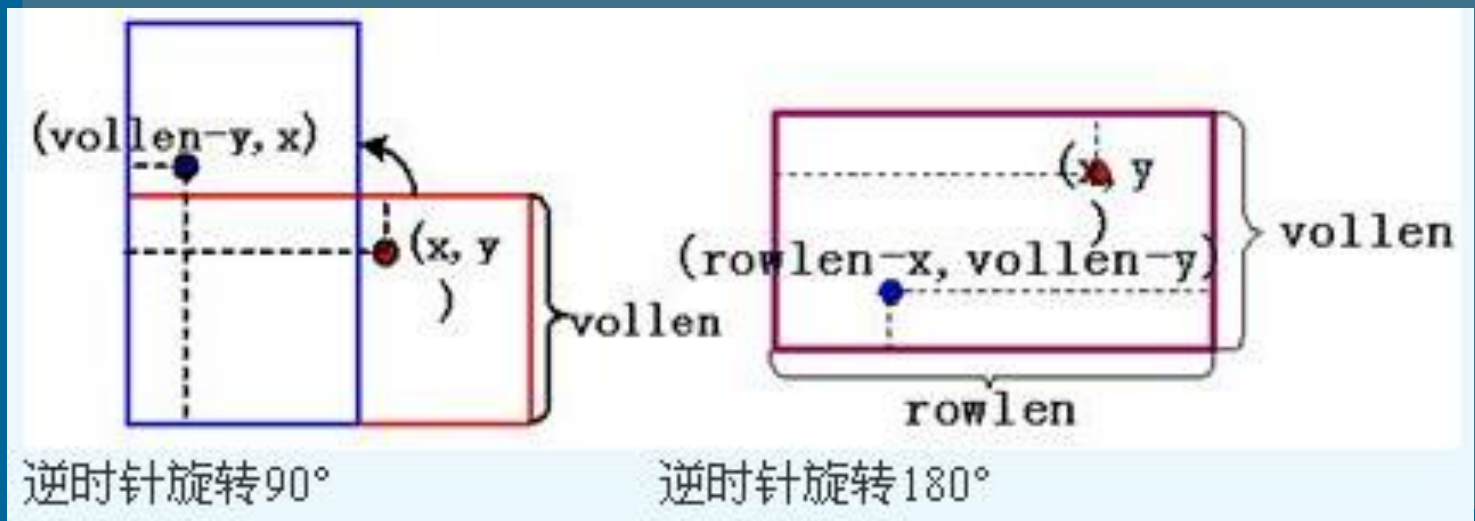 (vollen-y,x)
(x,y
)
vollen
逆时针旋转90°
(x,y
)
(rowlen-x,vollen-y)
vollen
rowlen
逆时针旋转180°